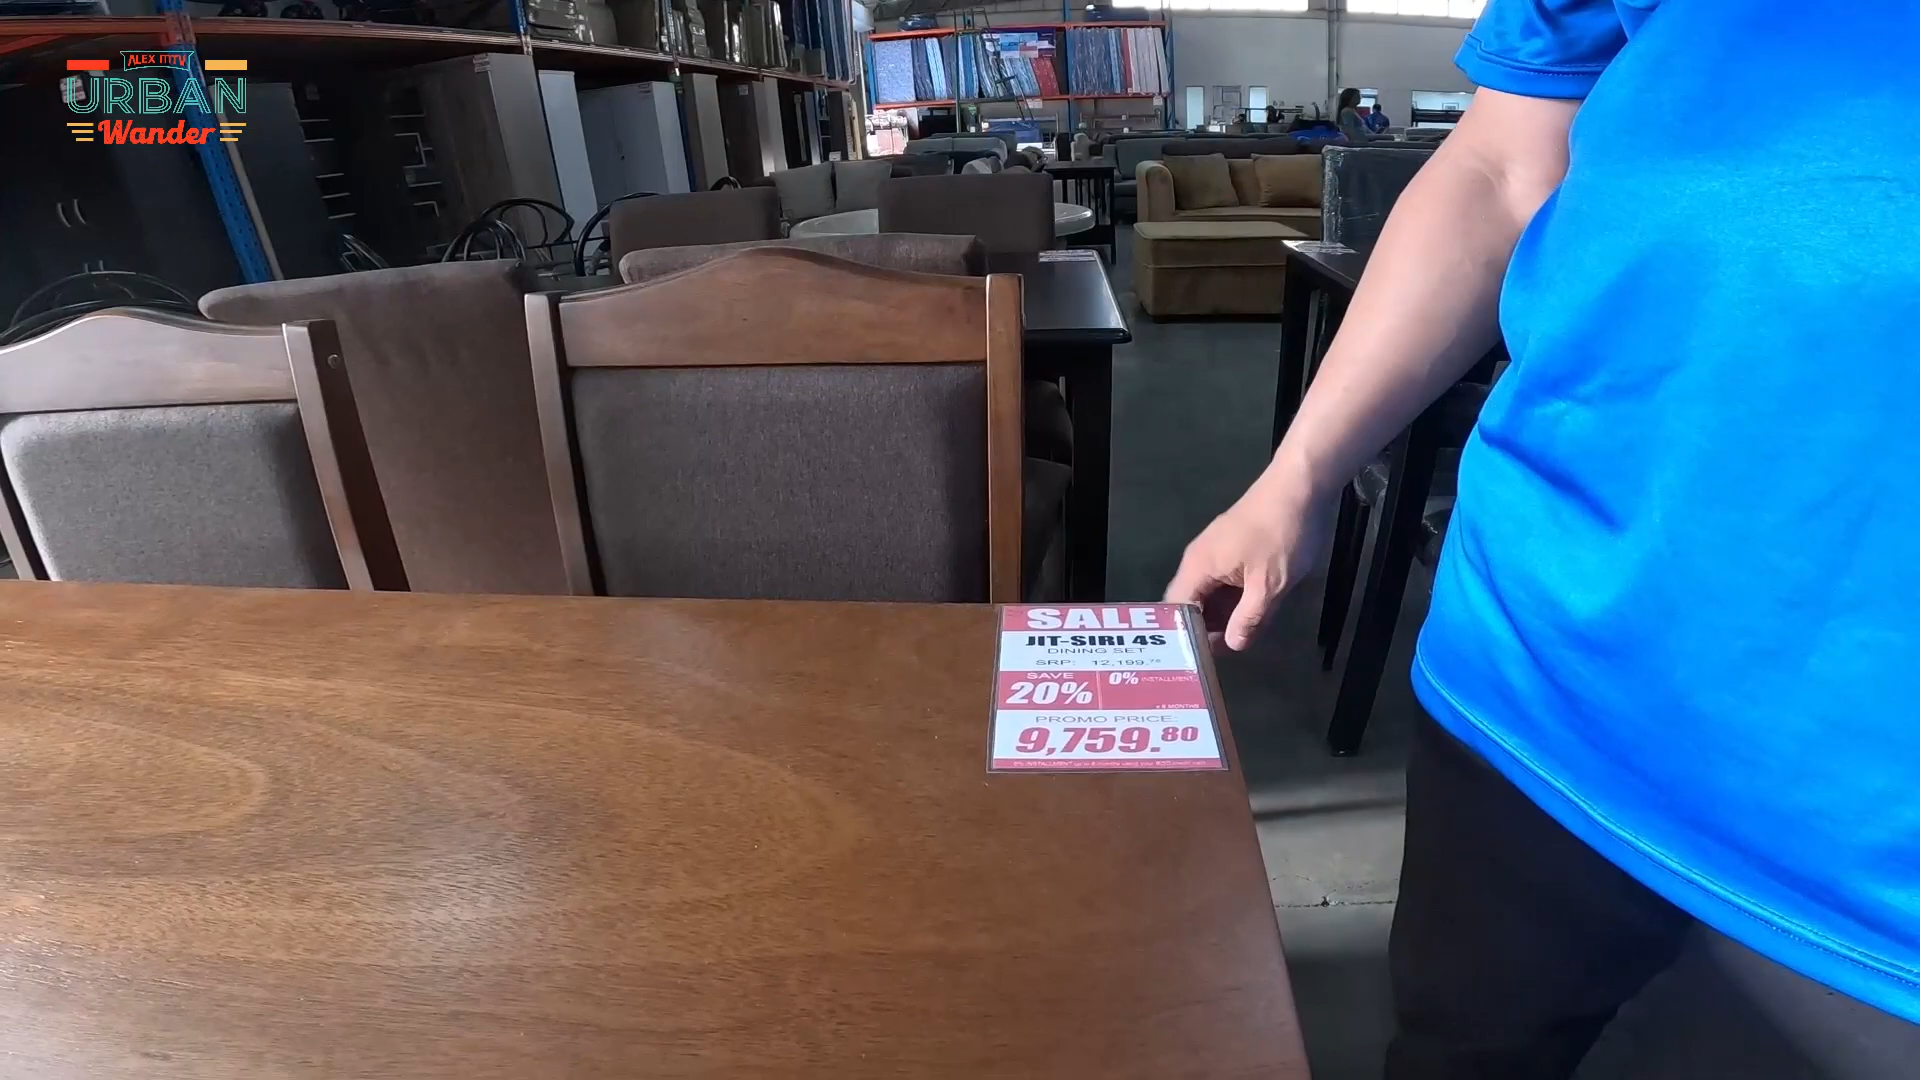 ALEX MTV
URBAN
Wander
SALE
JIT-SIRI 4S
DINING SET
SRP: 12,199.75
SAVE
20%
0% INSTALLMENT
PROMO PRICE:
9,759.80